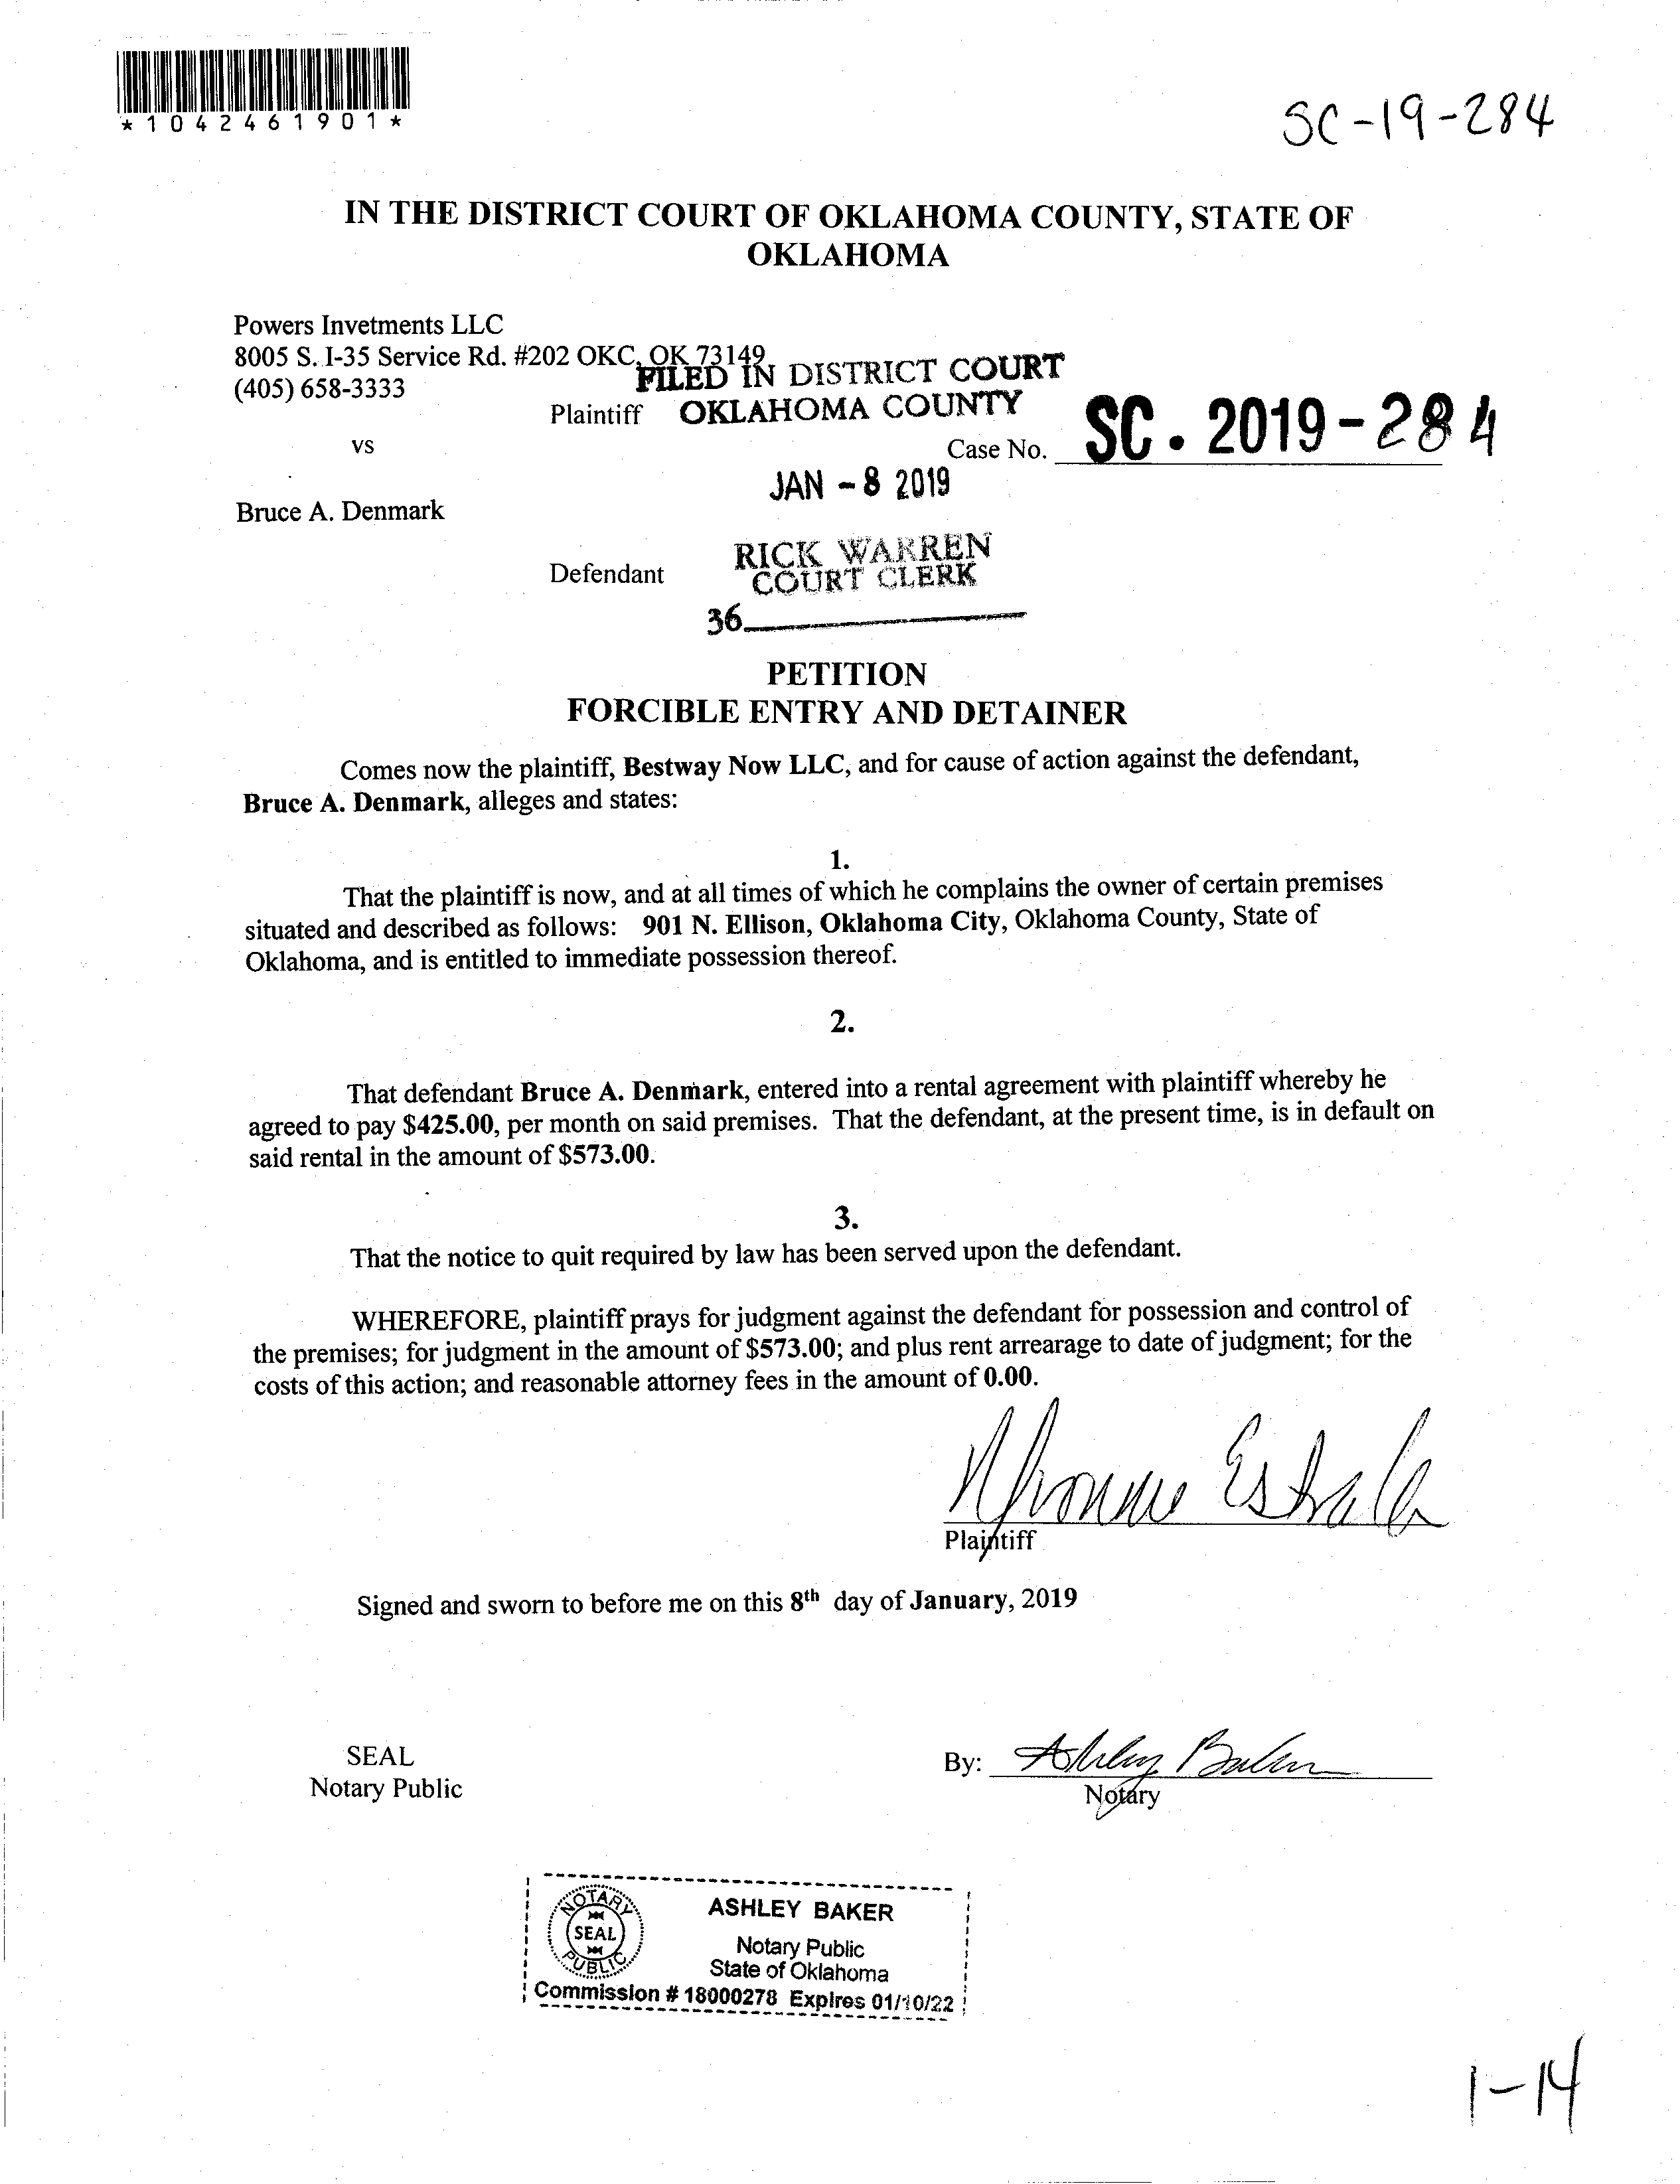 *1042461901*
SC-19-284
IN THE DISTRICT COURT OF OKLAHOMA COUNTY, STATE OF
OKLAHOMA
Powers Invetments LLC
8005 S. I-35 Service Rd. #202 OKC, OK 73149
(405) 658-3333
FILED IN DISTRICT COURT
OKLAHOMA COUNTY
Plaintiff
vs
Case No. SC. 2019-284
JAN -8 2019
Bruce A. Denmark
Defendant
RICK WARREN
COURT CLERK
36
PETITION
FORCIBLE ENTRY AND DETAINER
Comes now the plaintiff, Bestway Now LLC, and for cause of action against the defendant,
Bruce A. Denmark, alleges and states:
1.
That the plaintiff is now, and at all times of which he complains the owner of certain premises
situated and described as follows: 901 N. Ellison, Oklahoma City, Oklahoma County, State of
Oklahoma, and is entitled to immediate possession thereof.
2.
That defendant Bruce A. Denmark, entered into a rental agreement with plaintiff whereby he
agreed to pay $425.00, per month on said premises. That the defendant, at the present time, is in default on
said rental in the amount of $573.00.
3.
That the notice to quit required by law has been served upon the defendant.
WHEREFORE, plaintiff prays for judgment against the defendant for possession and control of
the premises; for judgment in the amount of $573.00; and plus rent arrearage to date of judgment; for the
costs of this action; and reasonable attorney fees in the amount of 0.00.
Plaintiff
Signed and sworn to before me on this 8th day of January, 2019
SEAL
Notary Public
By: Ashley Baker
Notary
NOTARY
SEAL
PUBLIC
ASHLEY BAKER
Notary Public
State of Oklahoma
Commission # 18000278 Expires 01/10/22
1-14